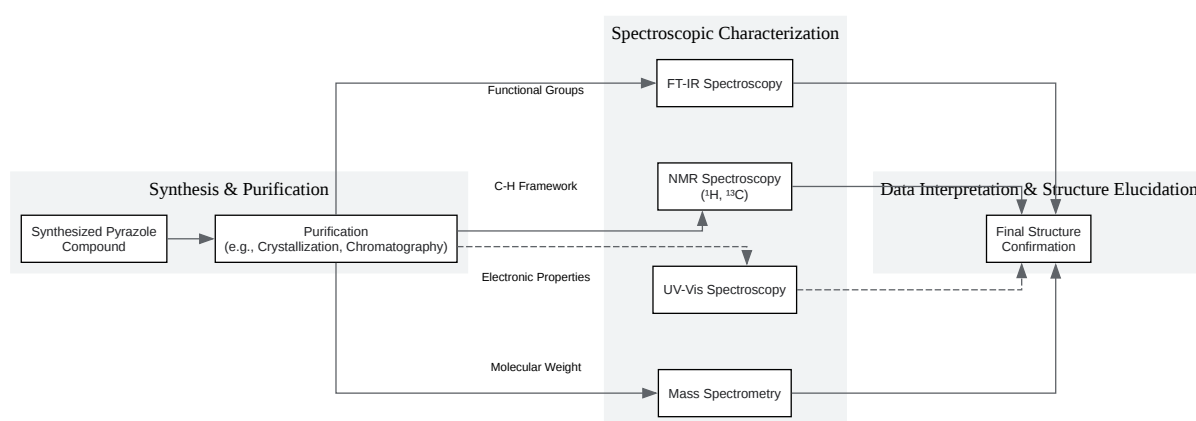 Spectroscopic Characterization
FT-IR Spectroscopy
Functional Groups
NMR Spectroscopy
(¹H, ¹³C)
C-H Framework
Synthesis & Purification
Data Interpretation & Structure Elucidation
Synthesized Pyrazole
Compound
Purification
(e.g., Crystallization, Chromatography)
Final Structure
Confirmation
Electronic Properties
UV-Vis Spectroscopy
Molecular Weight
Mass Spectrometry